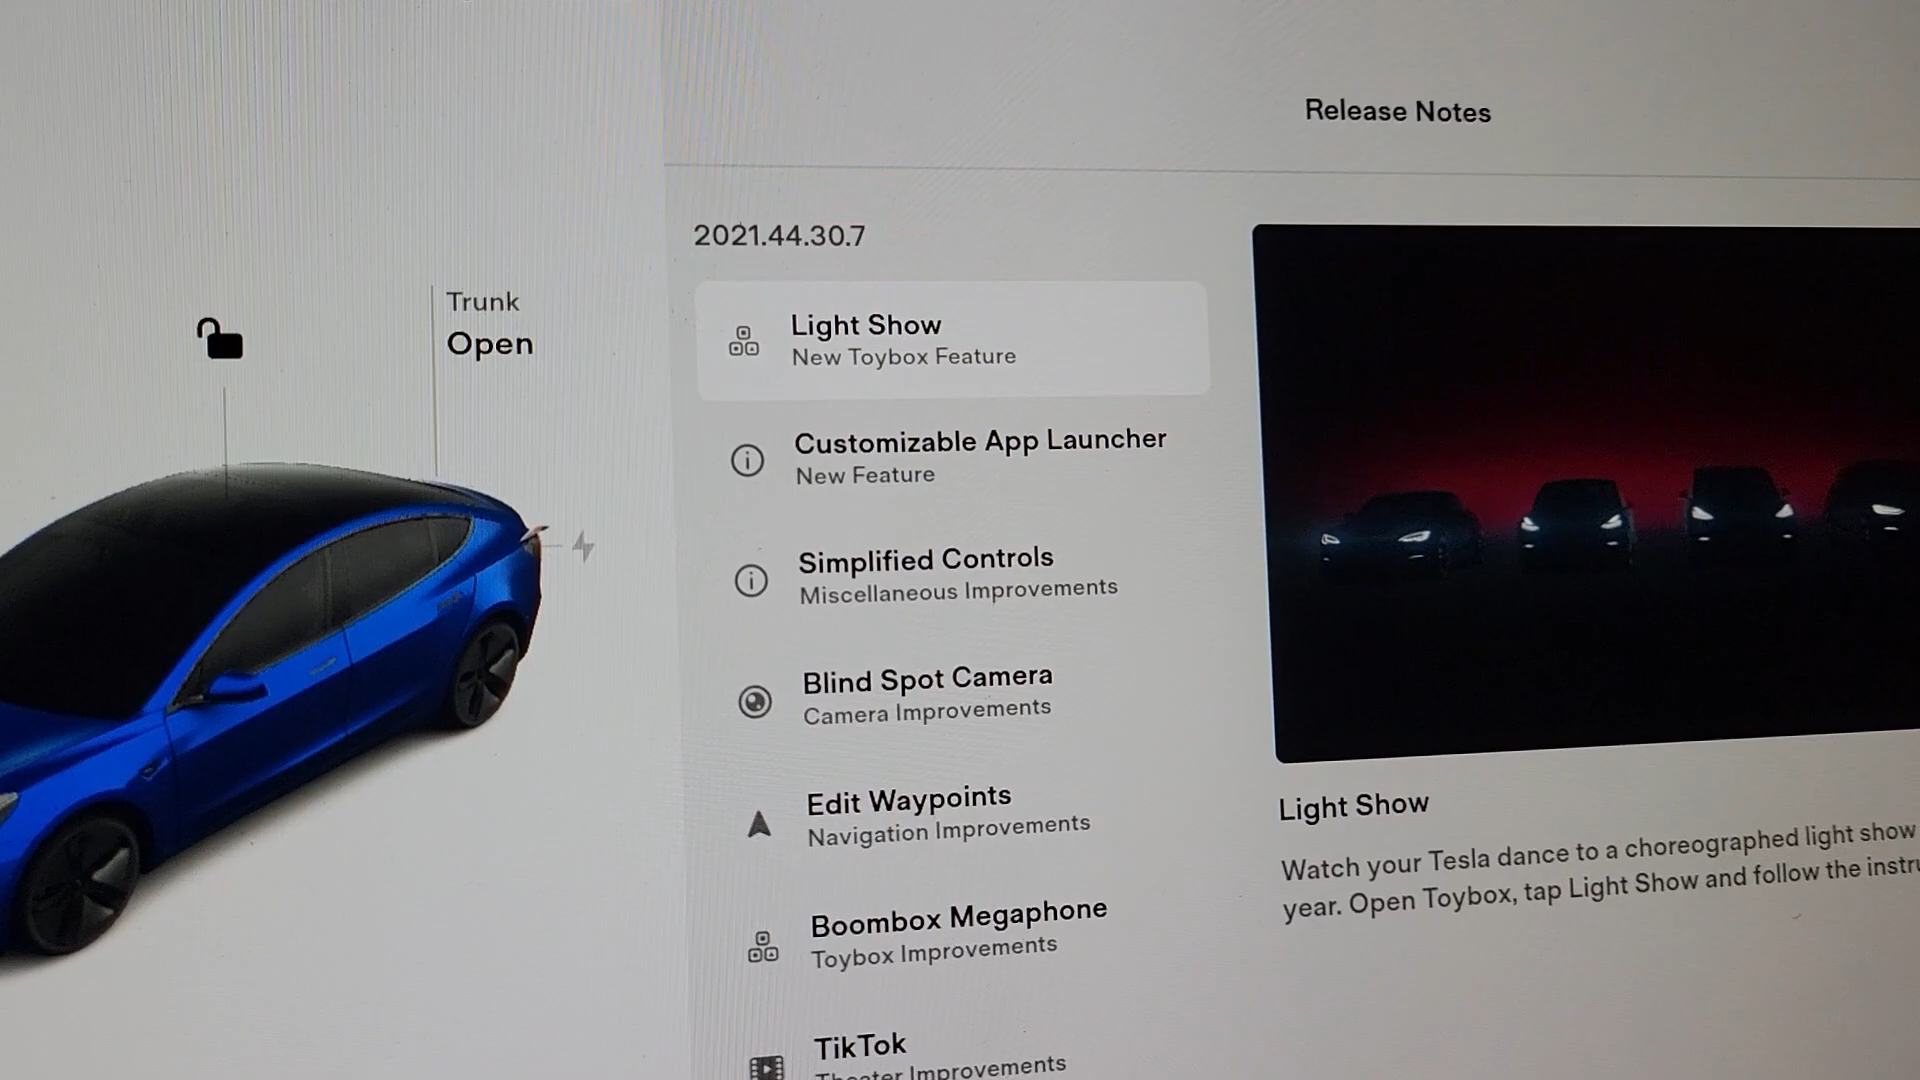 Release Notes
2021.44.30.7
Trunk
Open
Light Show
New Toybox Feature
Customizable App Launcher
New Feature
Simplified Controls
Miscellaneous Improvements
Blind Spot Camera
Camera Improvements
Edit Waypoints
Navigation Improvements
Boombox Megaphone
Toybox Improvements
TikTok
Theater Improvements
Light Show
Watch your Tesla dance to a choreographed light show
year. Open Toybox, tap Light Show and follow the